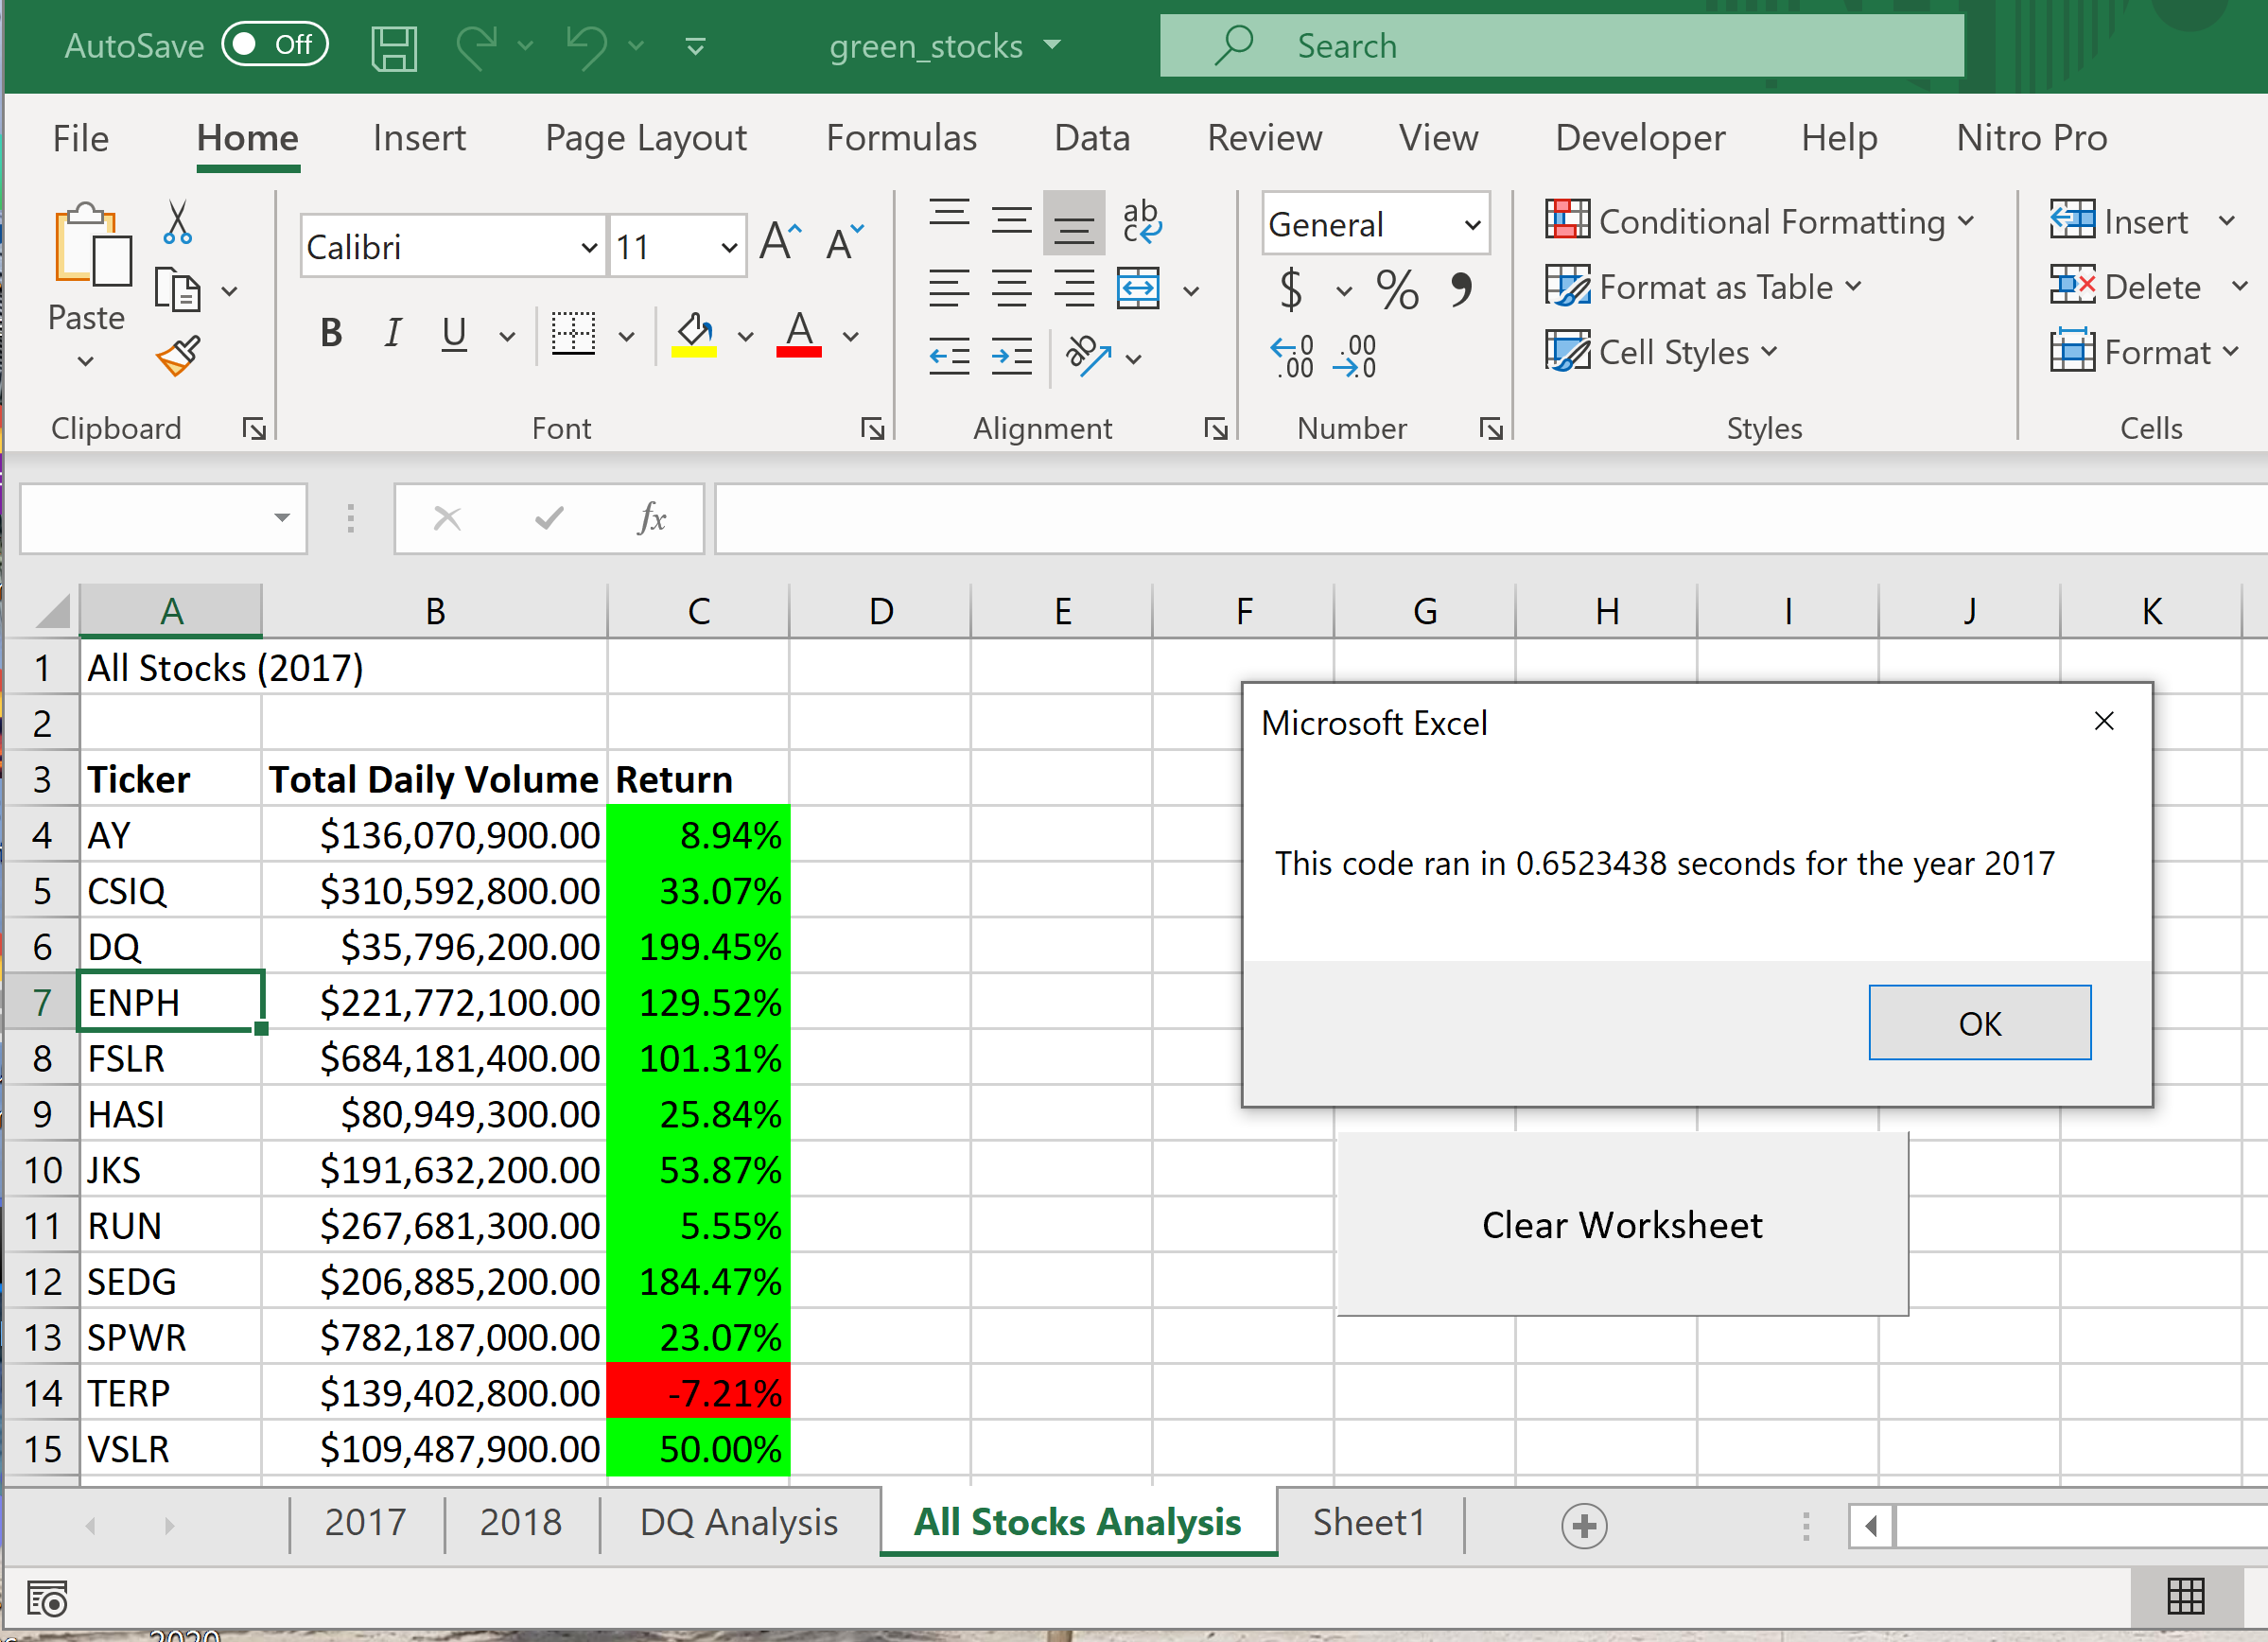 AutoSave Off green_stocks Search
File Home Insert Page Layout Formulas Data Review View Developer Help Nitro Pro
Paste
Calibri 11
B I U A
ab
General
$ % ,
Conditional Formatting
Format as Table
Cell Styles
Insert
Delete
Format
Clipboard Font Alignment Number Styles Cells
fx
A B C D E F G H I J K
1 All Stocks (2017)
2
3 Ticker Total Daily Volume Return
4 AY $136,070,900.00 8.94%
5 CSIQ $310,592,800.00 33.07%
6 DQ $35,796,200.00 199.45%
7 ENPH $221,772,100.00 129.52%
8 FSLR $684,181,400.00 101.31%
9 HASI $80,949,300.00 25.84%
10 JKS $191,632,200.00 53.87%
11 RUN $267,681,300.00 5.55%
12 SEDG $206,885,200.00 184.47%
13 SPWR $782,187,000.00 23.07%
14 TERP $139,402,800.00 -7.21%
15 VSLR $109,487,900.00 50.00%
Microsoft Excel
This code ran in 0.6523438 seconds for the year 2017
OK
Clear Worksheet
2017 2018 DQ Analysis All Stocks Analysis Sheet1
2020